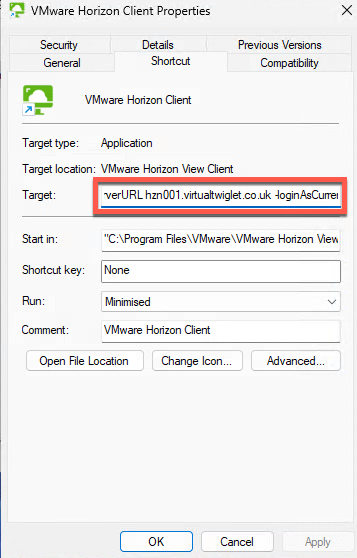 VMware Horizon Client Properties
Security Details Previous Versions
General Shortcut Compatibility
VMware Horizon Client
Target type: Application
Target location: VMware Horizon View Client
Target: verURL hzn001.virtualtwiglet.co.uk -loginAsCurre
Start in: "C:\Program Files\VMware\VMware Horizon View
Shortcut key: None
Run: Minimised
Comment: VMware Horizon Client
Open File Location Change Icon... Advanced...
OK Cancel Apply